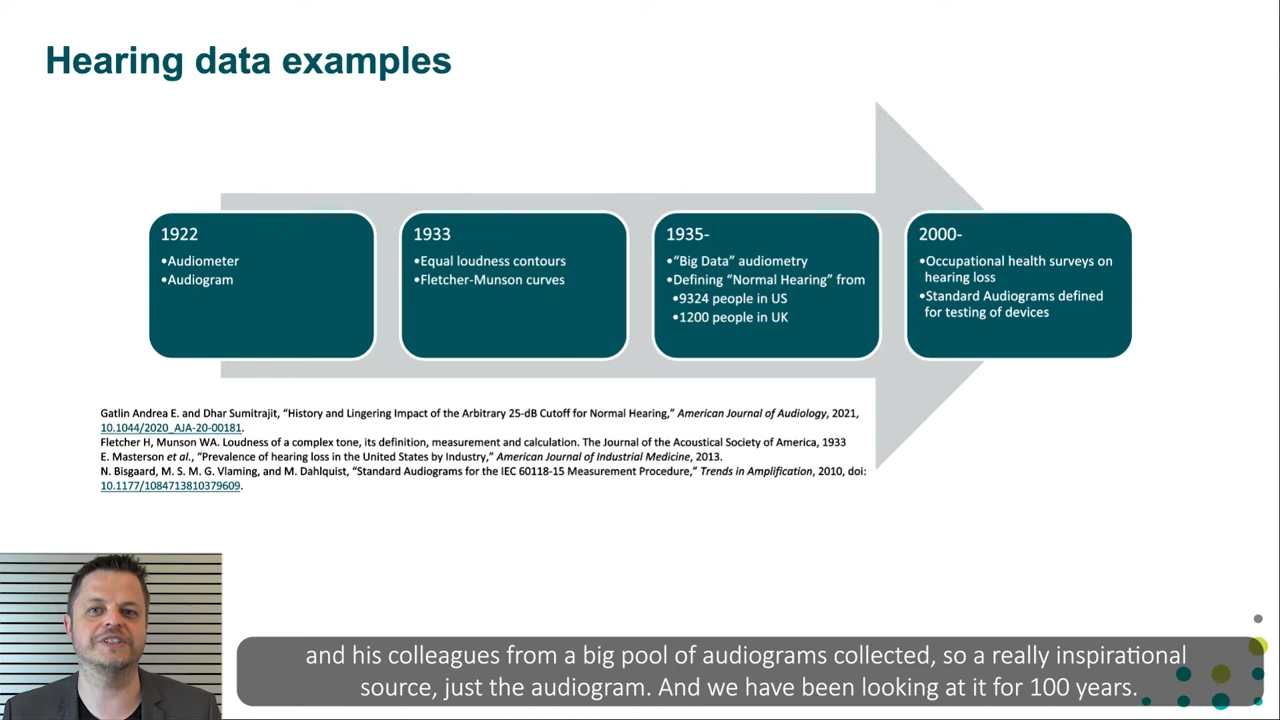 Hearing data examples
1922
•Audiometer
•Audiogram
1933
•Equal loudness contours
•Fletcher-Munson curves
1935-
•“Big Data” audiometry
•Defining “Normal Hearing” from
•9324 people in US
•1200 people in UK
2000-
•Occupational health surveys on
hearing loss
•Standard Audiograms defined
for testing of devices
Gatlin Andrea E. and Dhar Sumitrajit, “History and Lingering Impact of the Arbitrary 25-dB Cutoff for Normal Hearing,” American Journal of Audiology, 2021,
10.1044/2020_AJA-20-00181.
Fletcher H, Munson WA. Loudness of a complex tone, its definition, measurement and calculation. The Journal of the Acoustical Society of America, 1933
E. Masterson et al., “Prevalence of hearing loss in the United States by Industry,” American Journal of Industrial Medicine, 2013.
N. Bisgaard, M. S. M. G. Vlaming, and M. Dahlquist, “Standard Audiograms for the IEC 60118-15 Measurement Procedure,” Trends in Amplification, 2010, doi:
10.1177/1084713810379609.
and his colleagues from a big pool of audiograms collected, so a really inspirational
source, just the audiogram. And we have been looking at it for 100 years.